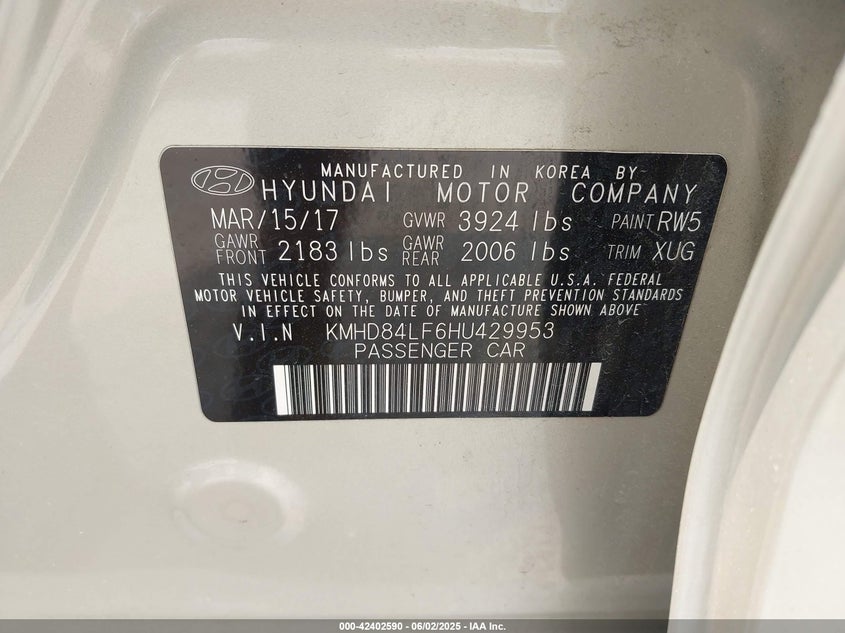 MANUFACTURED IN KOREA BY
HYUNDAI MOTOR COMPANY
MAR/15/17 GVWR 3924 lbs PAINT RW5
GAWR FRONT 2183 lbs GAWR REAR 2006 lbs TRIM XUG
THIS VEHICLE CONFORMS TO ALL APPLICABLE U.S.A. FEDERAL
MOTOR VEHICLE SAFETY, BUMPER, AND THEFT PREVENTION STANDARDS
IN EFFECT ON THE DATE OF MANUFACTURE SHOWN ABOVE
V.I.N KMHD84LF6HU429953
PASSENGER CAR
000-42402590 - 06/02/2025 - IAA Inc.